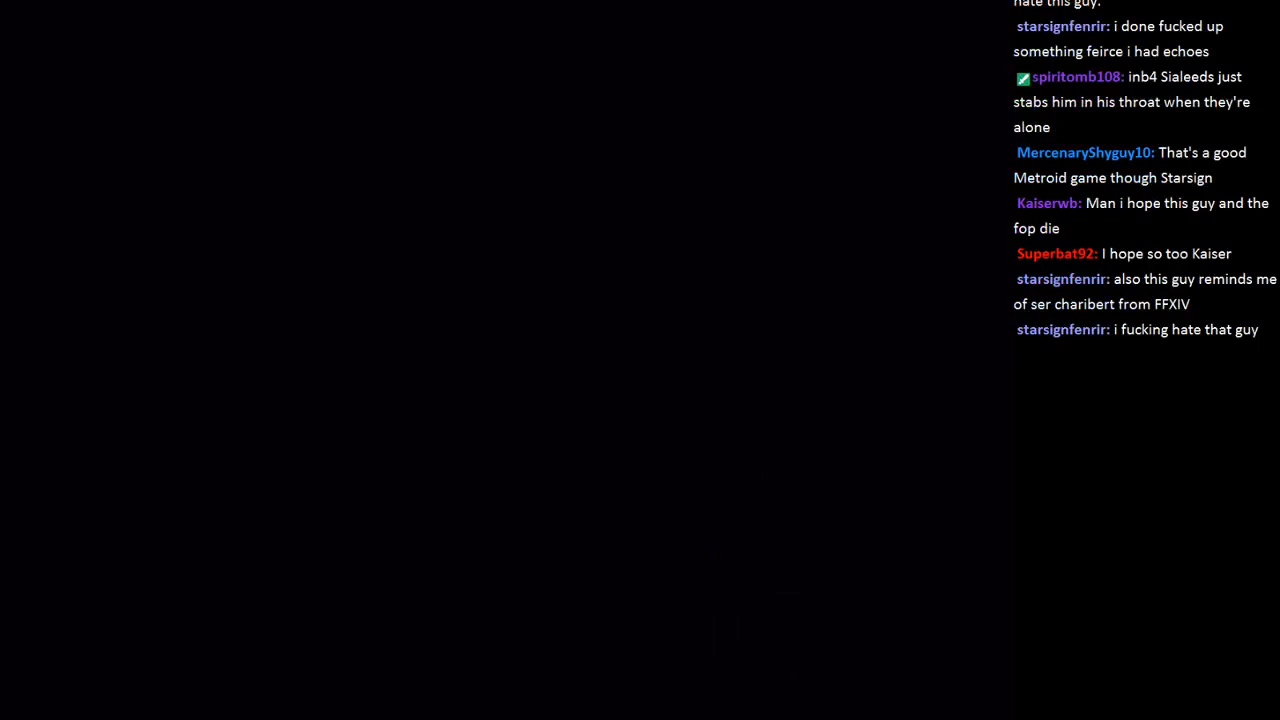 hate this guy.
starsignfenrir: i done fucked up
something feirce i had echoes
spiritomb108: inb4 Sialeeds just
stabs him in his throat when they're
alone
MercenaryShyguy10: That's a good
Metroid game though Starsign
Kaiserwb: Man i hope this guy and the
fop die
Superbat92: I hope so too Kaiser
starsignfenrir: also this guy reminds me
of ser charibert from FFXIV
starsignfenrir: i fucking hate that guy